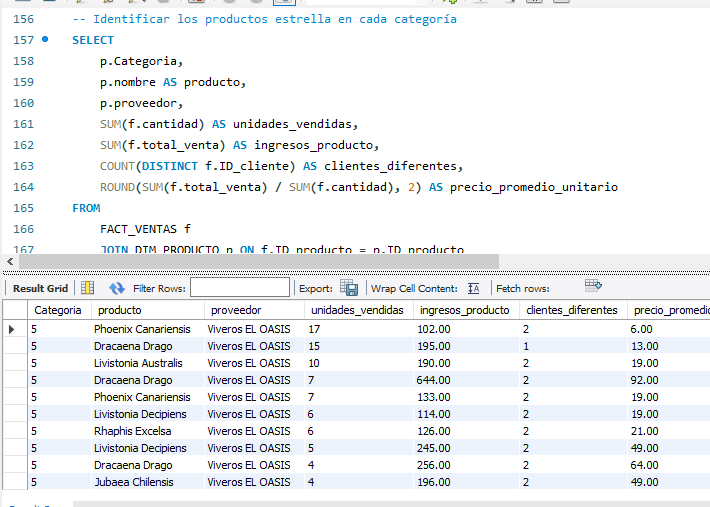 156 -- Identificar los productos estrella en cada categoría
157 SELECT
158 p.Categoria,
159 p.nombre AS producto,
160 p.proveedor,
161 SUM(f.cantidad) AS unidades_vendidas,
162 SUM(f.total_venta) AS ingresos_producto,
163 COUNT(DISTINCT f.ID_cliente) AS clientes_diferentes,
164 ROUND(SUM(f.total_venta) / SUM(f.cantidad), 2) AS precio_promedio_unitario
165 FROM
166 FACT_VENTAS f
167 JOIN DIM_PRODUCTO p ON f.ID_producto = p.ID_producto
Result Grid Filter Rows: Export: Wrap Cell Content: Fetch rows:
Categoria producto proveedor unidades_vendidas ingresos_producto clientes_diferentes precio_promedio
5 Phoenix Canariensis Viveros EL OASIS 17 102.00 2 6.00
5 Dracaena Drago Viveros EL OASIS 15 195.00 1 13.00
5 Livistonia Australis Viveros EL OASIS 10 190.00 2 19.00
5 Dracaena Drago Viveros EL OASIS 7 644.00 2 92.00
5 Phoenix Canariensis Viveros EL OASIS 7 133.00 2 19.00
5 Livistonia Decipiens Viveros EL OASIS 6 114.00 2 19.00
5 Rhaphis Excelsa Viveros EL OASIS 6 126.00 2 21.00
5 Livistonia Decipiens Viveros EL OASIS 5 245.00 2 49.00
5 Dracaena Drago Viveros EL OASIS 4 256.00 2 64.00
5 Jubaea Chilensis Viveros EL OASIS 4 196.00 2 49.00